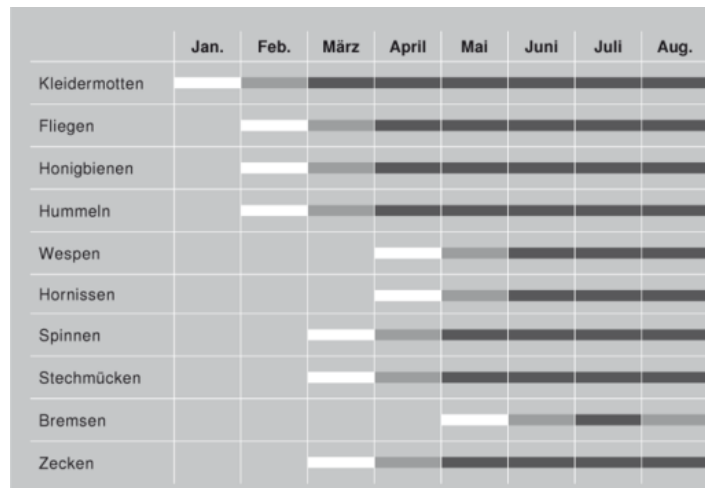 Jan. Feb. März April Mai Juni Juli Aug.
Kleidermotten
Fliegen
Honigbienen
Hummeln
Wespen
Hornissen
Spinnen
Stechmücken
Bremsen
Zecken